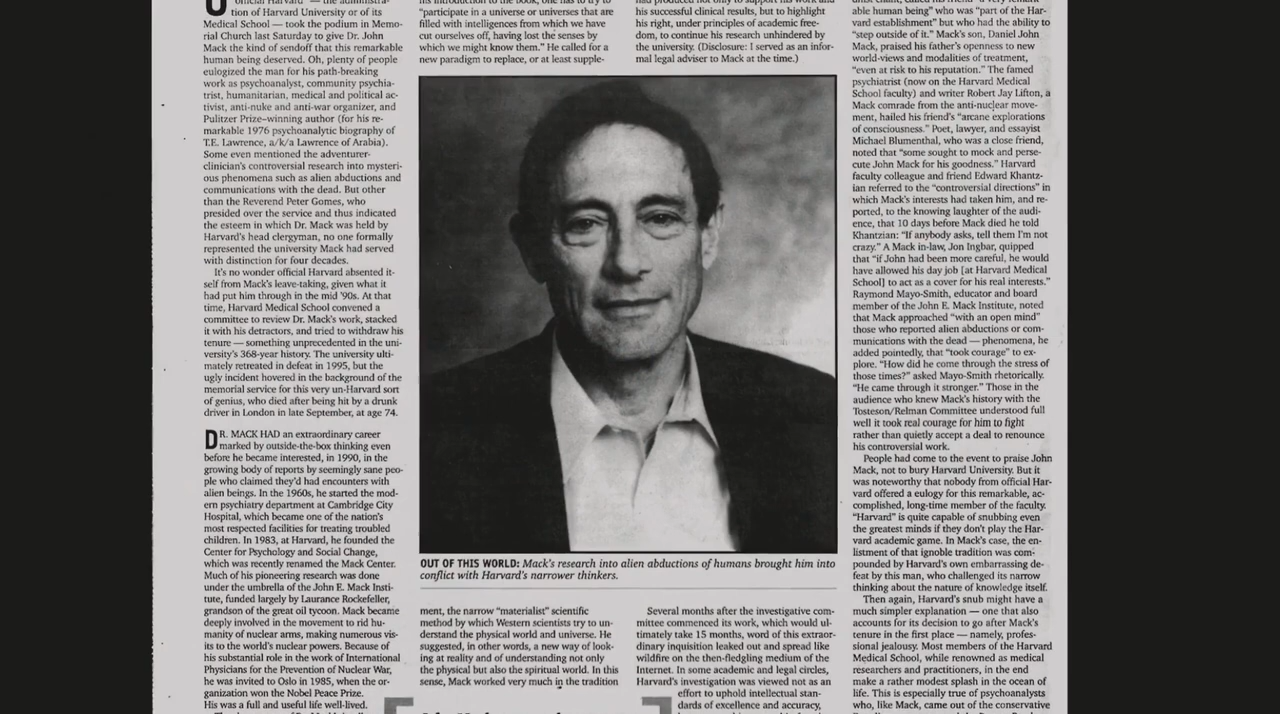 official Harvard — the administra-
tion of Harvard University or of its
Medical School — took the podium in Memo-
rial Church last Saturday to give Dr. John
Mack the kind of sendoff that this remarkable
human being deserved. Oh, plenty of people
eulogized the man for his path-breaking
work as psychoanalyst, community psychia-
trist, humanitarian, medical and political ac-
tivist, anti-nuke and anti-war organizer, and
Pulitzer Prize–winning author (for his re-
markable 1976 psychoanalytic biography of
T.E. Lawrence, a/k/a Lawrence of Arabia).
Some even mentioned the adventurer-
clinician's controversial research into mysteri-
ous phenomena such as alien abductions and
communications with the dead. But other
than the Reverend Peter Gomes, who
presided over the service and thus indicated
the esteem in which Dr. Mack was held by
Harvard's head clergyman, no one formally
represented the university Mack had served
with distinction for four decades.
It's no wonder official Harvard absented it-
self from Mack's leave-taking, given what it
had put him through in the mid '90s. At that
time, Harvard Medical School convened a
committee to review Dr. Mack's work, stacked
it with his detractors, and tried to withdraw his
tenure — something unprecedented in the uni-
versity's 368-year history. The university ulti-
mately retreated in defeat in 1995, but the
ugly incident hovered in the background of the
memorial service for this very un-Harvard sort
of genius, who died after being hit by a drunk
driver in London in late September, at age 74.
DR. MACK HAD an extraordinary career
marked by outside-the-box thinking even
before he became interested, in 1990, in the
growing body of reports by seemingly sane peo-
ple who claimed they'd had encounters with
alien beings. In the 1960s, he started the mod-
ern psychiatry department at Cambridge City
Hospital, which became one of the nation's
most respected facilities for treating troubled
children. In 1983, at Harvard, he founded the
Center for Psychology and Social Change,
which was recently renamed the Mack Center.
Much of his pioneering research was done
under the umbrella of the John E. Mack Insti-
tute, funded largely by Laurance Rockefeller,
grandson of the great oil tycoon. Mack became
deeply involved in the movement to rid hu-
manity of nuclear arms, making numerous vis-
its to the world's nuclear powers. Because of
his substantial role in the work of International
Physicians for the Prevention of Nuclear War,
he was invited to Oslo in 1985, when the or-
ganization won the Nobel Peace Prize.
His was a full and useful life well-lived.
his introduction to the book, one has to try to
"participate in a universe or universes that are
filled with intelligences from which we have
cut ourselves off, having lost the senses by
which we might know them." He called for a
new paradigm to replace, or at least supple-
had produced not only to support his work and
his successful clinical results, but to highlight
his right, under principles of academic free-
dom, to continue his research unhindered by
the university. (Disclosure: I served as an infor-
mal legal adviser to Mack at the time.)
OUT OF THIS WORLD: Mack's research into alien abductions of humans brought him into
conflict with Harvard's narrower thinkers.
ment, the narrow "materialist" scientific
method by which Western scientists try to un-
derstand the physical world and universe. He
suggested, in other words, a new way of look-
ing at reality and of understanding not only
the physical but also the spiritual world. In this
sense, Mack worked very much in the tradition
Several months after the investigative com-
mittee commenced its work, which would ul-
timately take 15 months, word of this extraor-
dinary inquisition leaked out and spread like
wildfire on the then-fledgling medium of the
Internet. In some academic and legal circles,
Harvard's investigation was viewed not as an
effort to uphold intellectual stan-
dards of excellence and accuracy,
able human being" who was "part of the Har-
vard establishment" but who had the ability to
"step outside of it." Mack's son, Daniel John
Mack, praised his father's openness to new
world-views and modalities of treatment,
"even at risk to his reputation." The famed
psychiatrist (now on the Harvard Medical
School faculty) and writer Robert Jay Lifton, a
Mack comrade from the anti-nuclear move-
ment, hailed his friend's "arcane explorations
of consciousness." Poet, lawyer, and essayist
Michael Blumenthal, who was a close friend,
noted that "some sought to mock and perse-
cute John Mack for his goodness." Harvard
faculty colleague and friend Edward Khantz-
ian referred to the "controversial directions" in
which Mack's interests had taken him, and re-
ported, to the knowing laughter of the audi-
ence, that 10 days before Mack died he told
Khantzian: "If anybody asks, tell them I'm not
crazy." A Mack in-law, Jon Ingbar, quipped
that "if John had been more careful, he would
have allowed his day job [at Harvard Medical
School] to act as a cover for his real interests."
Raymond Mayo-Smith, educator and board
member of the John E. Mack Institute, noted
that Mack approached "with an open mind"
those who reported alien abductions or com-
munications with the dead — phenomena, he
added pointedly, that "took courage" to ex-
plore. "How did he come through the stress of
those times?" asked Mayo-Smith rhetorically.
"He came through it stronger." Those in the
audience who knew Mack's history with the
Tosteson/Relman Committee understood full
well it took real courage for him to fight
rather than quietly accept a deal to renounce
his controversial work.
People had come to the event to praise John
Mack, not to bury Harvard University. But it
was noteworthy that nobody from official Har-
vard offered a eulogy for this remarkable, ac-
complished, long-time member of the faculty.
"Harvard" is quite capable of snubbing even
the greatest minds if they don't play the Har-
vard academic game. In Mack's case, the en-
listment of that ignoble tradition was com-
pounded by Harvard's own embarrassing de-
feat by this man, who challenged its narrow
thinking about the nature of knowledge itself.
Then again, Harvard's snub might have a
much simpler explanation — one that also
accounts for its decision to go after Mack's
tenure in the first place — namely, profes-
sional jealousy. Most members of the Harvard
Medical School, while renowned as medical
researchers and practitioners, in the end
make a rather modest splash in the ocean of
life. This is especially true of psychoanalysts
who, like Mack, came out of the conservative